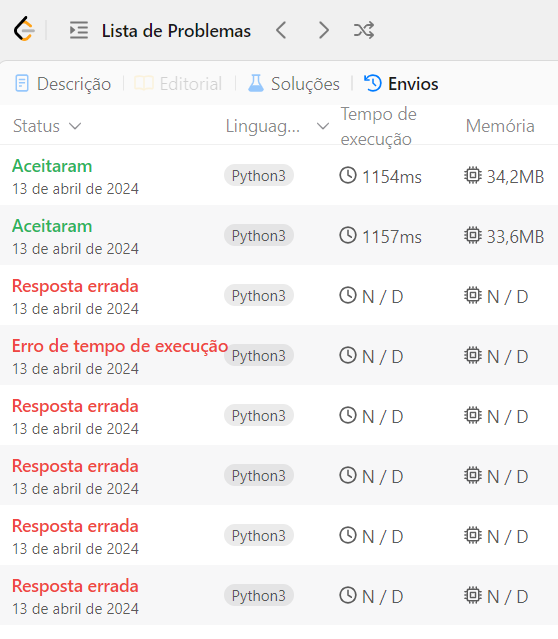 Lista de Problemas
Descrição Editorial Soluções Envios
Status Linguag... Tempo de execução Memória
Aceitaram Python3 1154ms 34,2MB
13 de abril de 2024
Aceitaram Python3 1157ms 33,6MB
13 de abril de 2024
Resposta errada Python3 N / D N / D
13 de abril de 2024
Erro de tempo de execução Python3 N / D N / D
13 de abril de 2024
Resposta errada Python3 N / D N / D
13 de abril de 2024
Resposta errada Python3 N / D N / D
13 de abril de 2024
Resposta errada Python3 N / D N / D
13 de abril de 2024
Resposta errada Python3 N / D N / D
13 de abril de 2024